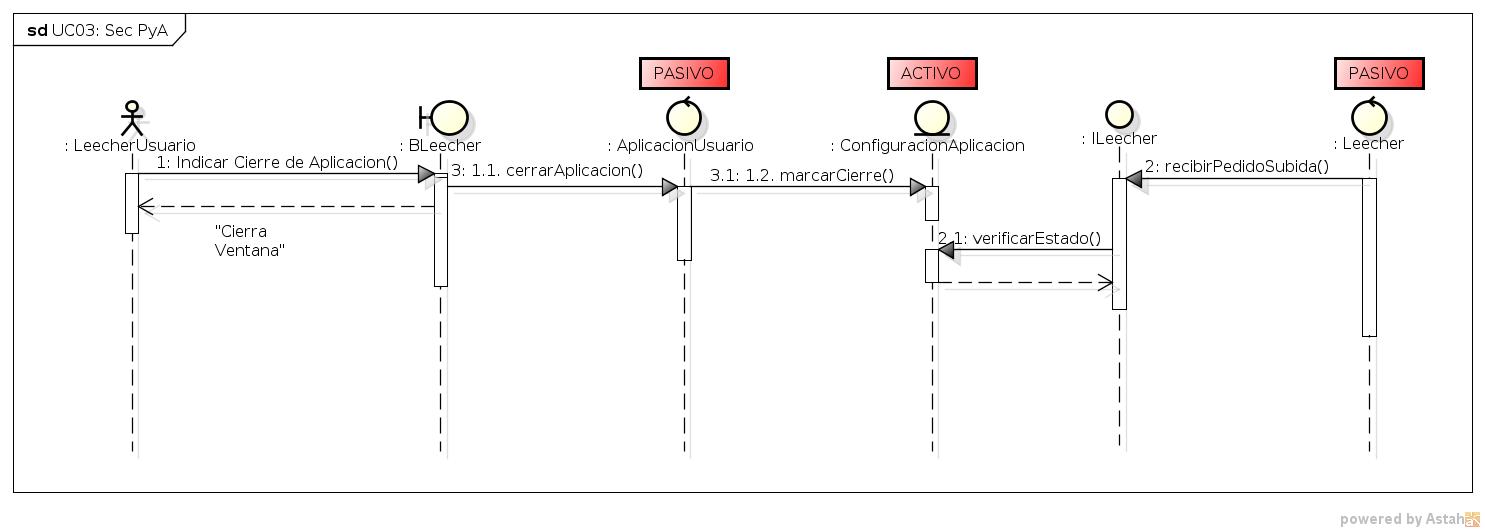 sd UC03: Sec PyA
PASIVO
ACTIVO
PASIVO
: LeecherUsuario
: BLeecher
: AplicacionUsuario
: ConfiguracionAplicacion
: ILeecher
: Leecher
1: Indicar Cierre de Aplicacion()
3: 1.1. cerrarAplicacion()
3.1: 1.2. marcarCierre()
2: recibirPedidoSubida()
"Cierra
Ventana"
2.1: verificarEstado()
powered by Astah